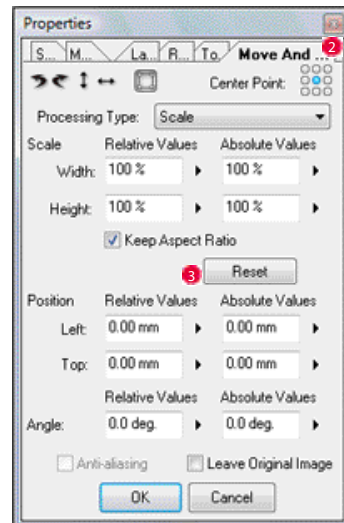 Properties
S... M... La... R... To.. Move And ... 2
Center Point:
Processing Type: Scale
Scale Relative Values Absolute Values
Width: 100 % 100 %
Height: 100 % 100 %
Keep Aspect Ratio
3 Reset
Position Relative Values Absolute Values
Left: 0.00 mm 0.00 mm
Top: 0.00 mm 0.00 mm
Relative Values Absolute Values
Angle: 0.0 deg. 0.0 deg.
Anti-aliasing Leave Original Image
OK Cancel